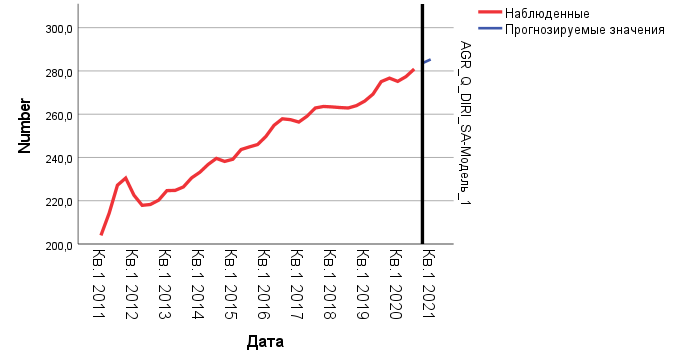 Наблюденные
Прогнозируемые значения
300,0
280,0
260,0
240,0
220,0
200,0
Number
AGR_Q_DIRI_SA-Модель_1
Кв.1 2011
Кв.1 2012
Кв.1 2013
Кв.1 2014
Кв.1 2015
Кв.1 2016
Кв.1 2017
Кв.1 2018
Кв.1 2019
Кв.1 2020
Кв.1 2021
Дата